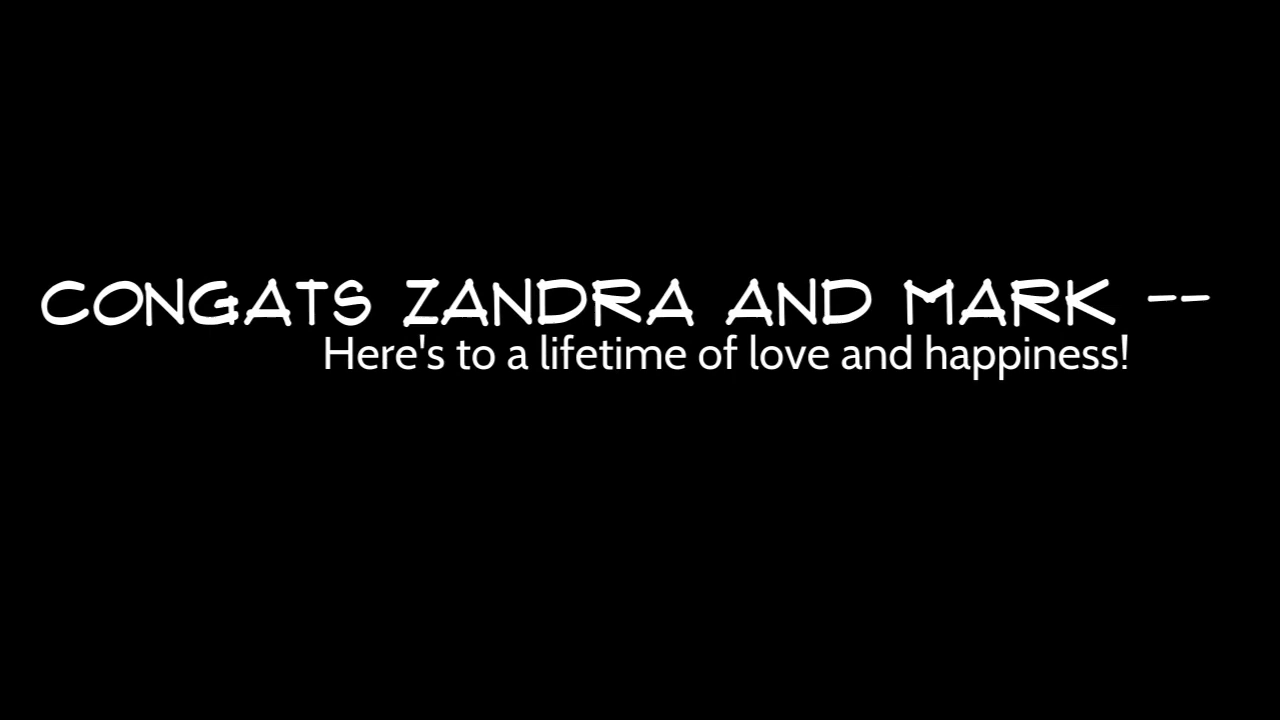 CONGATS ZANDRA AND MARK --
Here's to a lifetime of love and happiness!